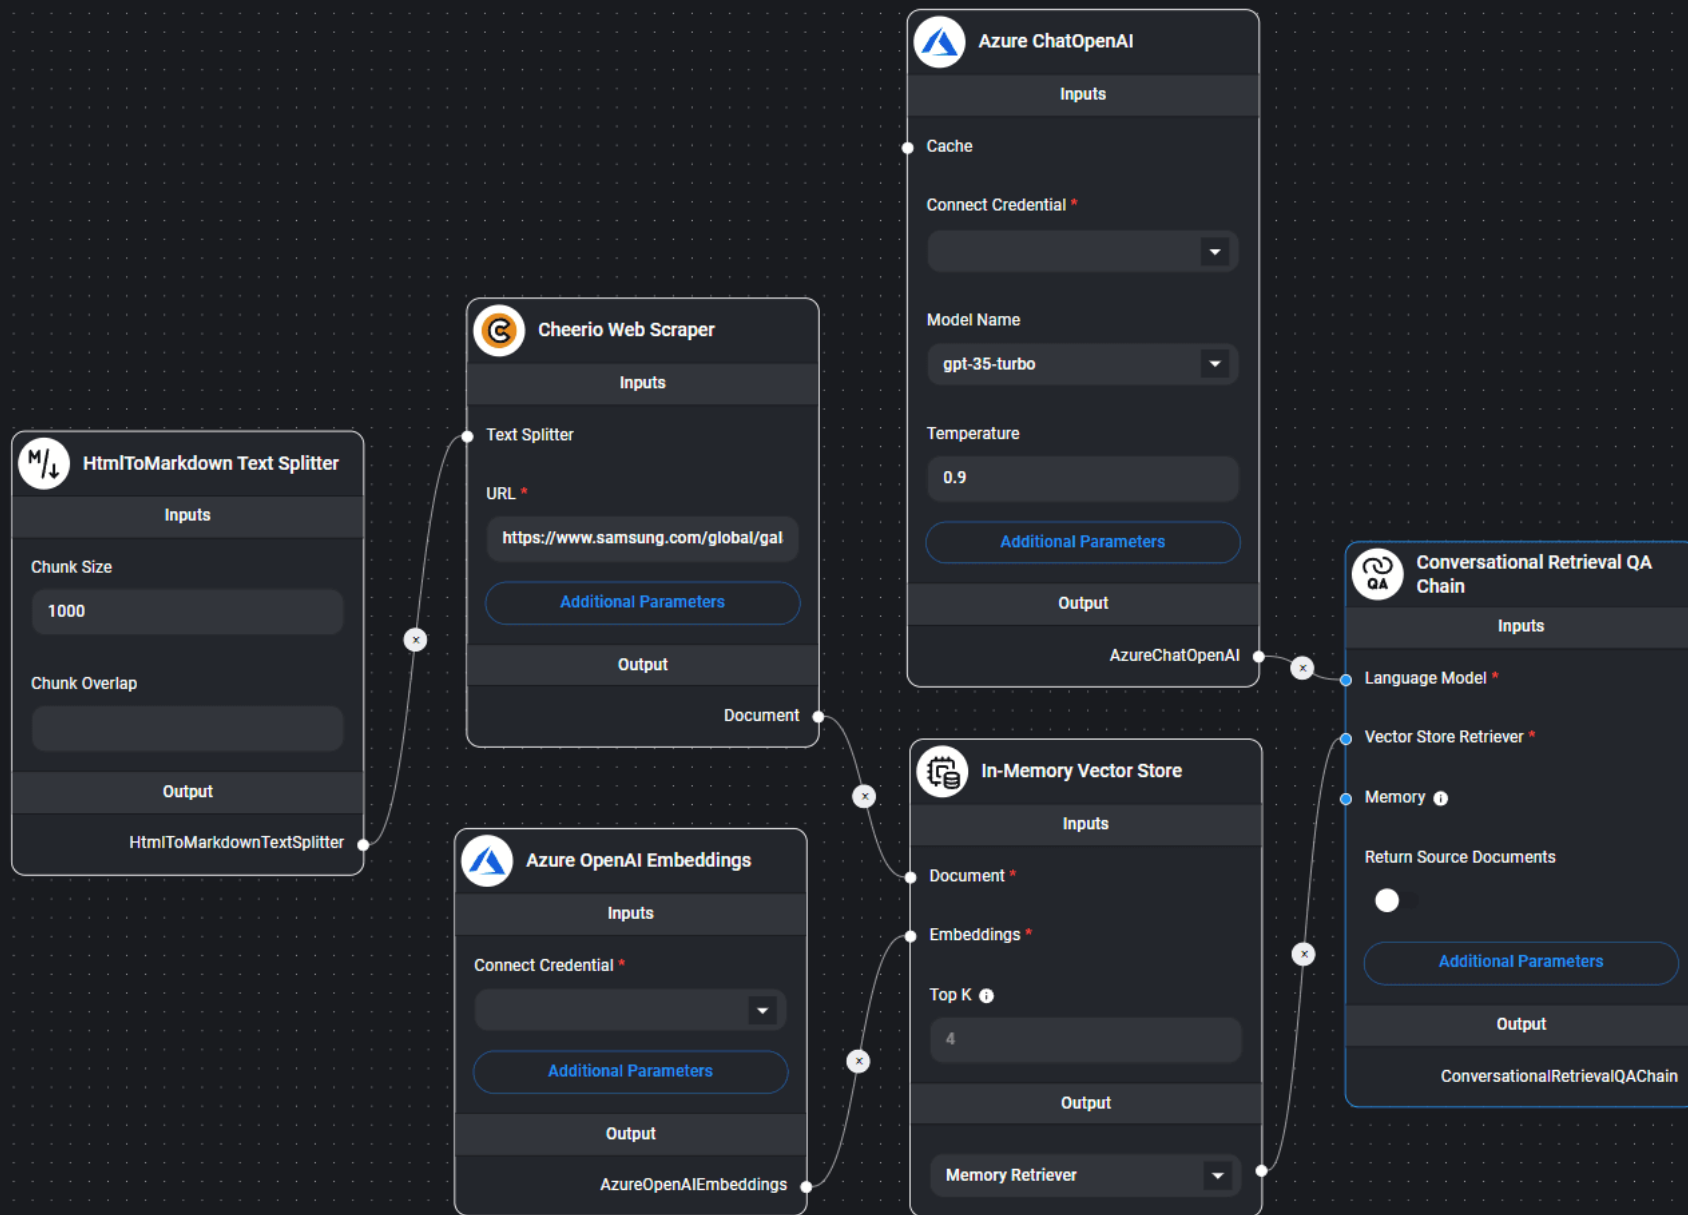 HtmlToMarkdown Text Splitter
Inputs
Chunk Size
1000
Chunk Overlap
Output
HtmlToMarkdownTextSplitter
Cheerio Web Scraper
Inputs
Text Splitter
URL *
https://www.samsung.com/global/gal
Additional Parameters
Output
Document
Azure OpenAI Embeddings
Inputs
Connect Credential *
Additional Parameters
Output
AzureOpenAIEmbeddings
Azure ChatOpenAI
Inputs
Cache
Connect Credential *
Model Name
gpt-35-turbo
Temperature
0.9
Additional Parameters
Output
AzureChatOpenAI
In-Memory Vector Store
Inputs
Document *
Embeddings *
Top K
4
Output
Memory Retriever
QA
Conversational Retrieval QA
Chain
Inputs
Language Model *
Vector Store Retriever *
Memory
Return Source Documents
Additional Parameters
Output
ConversationalRetrievalQAChain